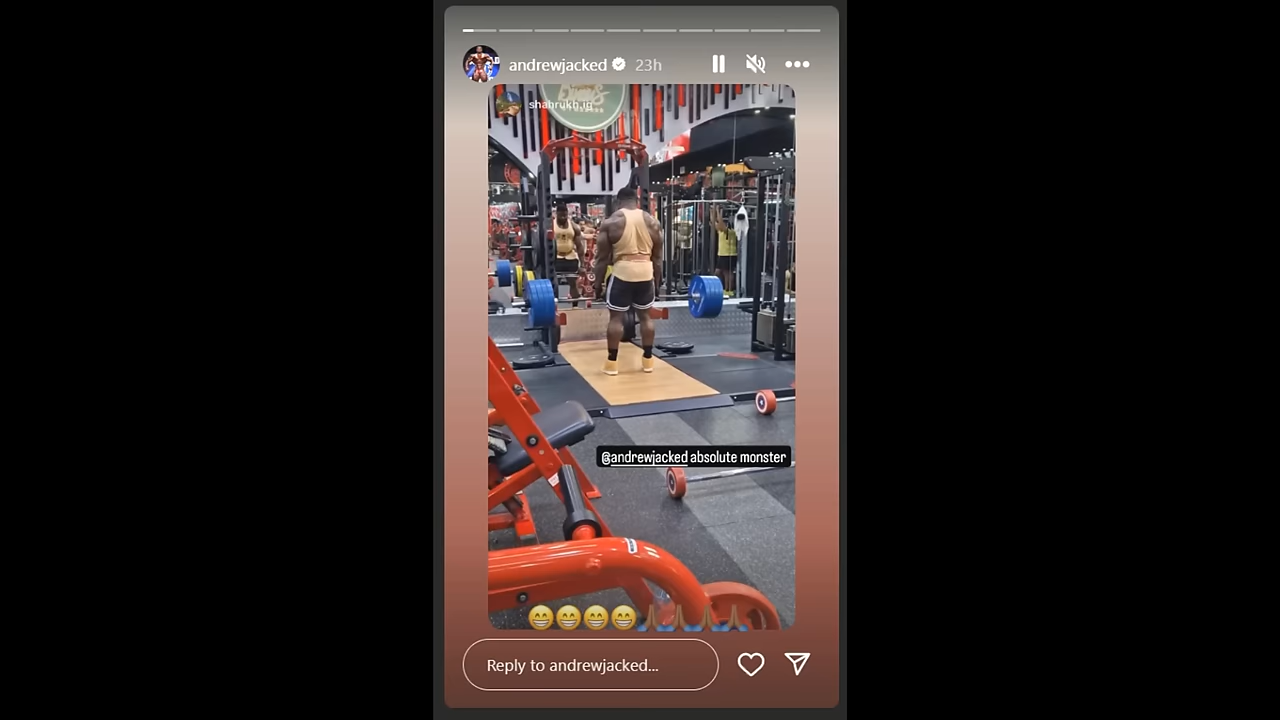 andrewjacked 23h
shahrukh.ig
@andrewjacked absolute monster
Reply to andrewjacked...